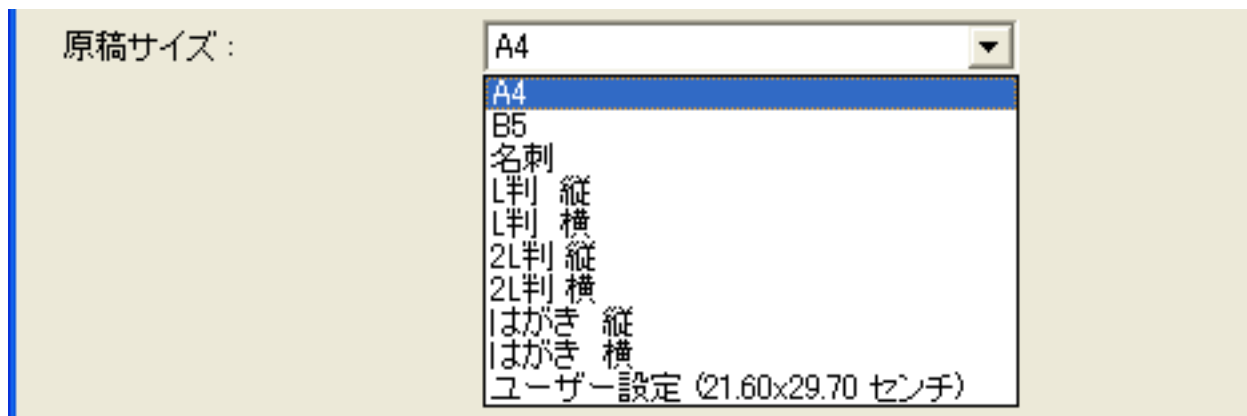 原稿サイズ： A4
A4
B5
名刺
L判 縦
L判 横
2L判 縦
2L判 横
はがき 縦
はがき 横
ユーザー設定 (21.60x29.70 センチ)